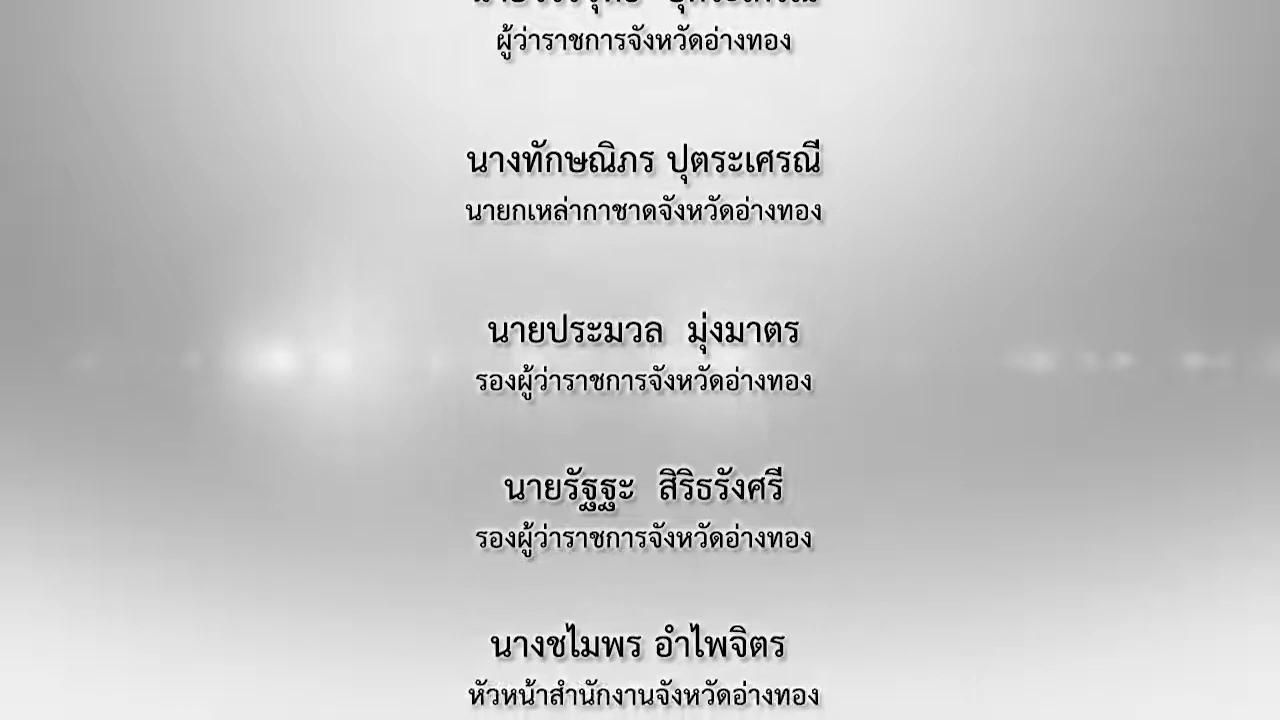 ผู้ว่าราชการจังหวัดอ่างทอง
นางทักษณิภร ปุตระเศรณี
นายกเหล่ากาชาดจังหวัดอ่างทอง
นายประมวล มุ่งมาตร
รองผู้ว่าราชการจังหวัดอ่างทอง
นายรัฐฐะ สิริธรังศรี
รองผู้ว่าราชการจังหวัดอ่างทอง
นางชไมพร อำไพจิตร
หัวหน้าสำนักงานจังหวัดอ่างทอง